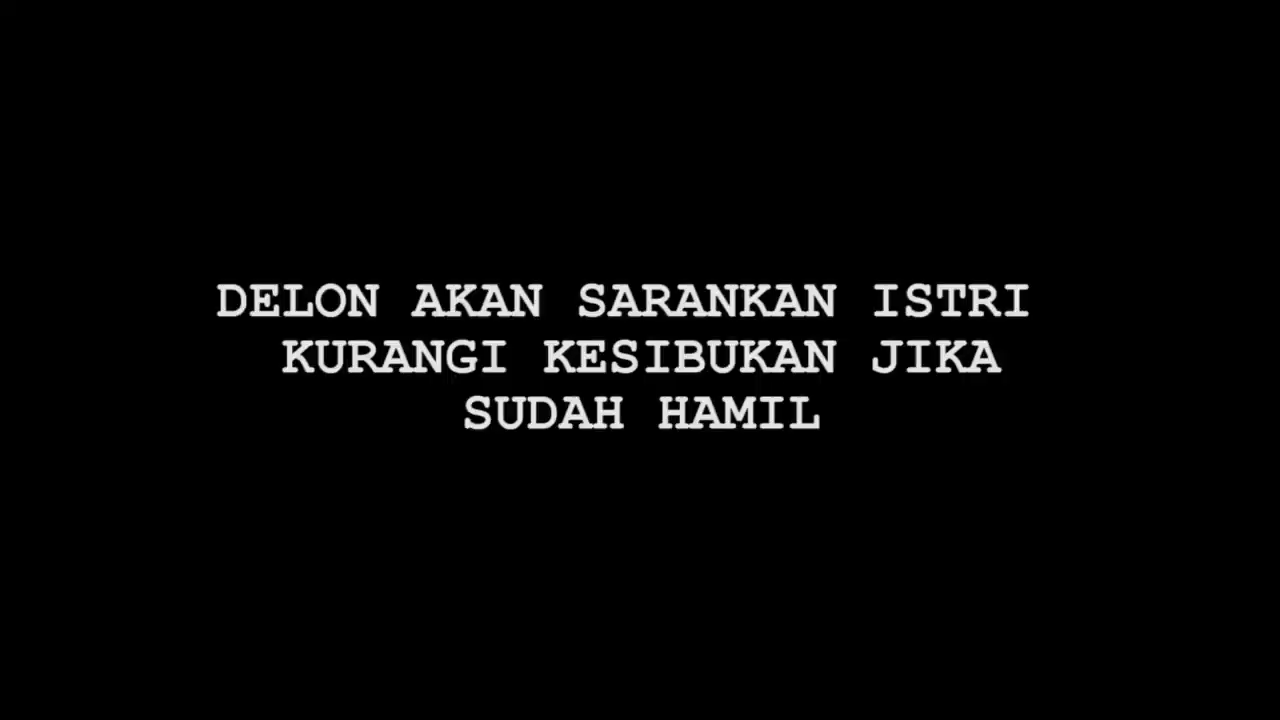 DELON AKAN SARANKAN ISTRI
KURANGI KESIBUKAN JIKA
SUDAH HAMIL